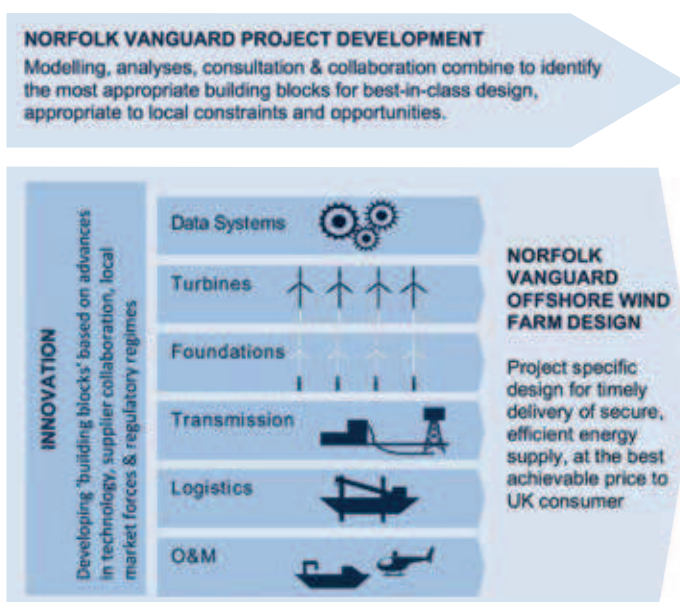 NORFOLK VANGUARD PROJECT DEVELOPMENT
Modelling, analyses, consultation & collaboration combine to identify
the most appropriate building blocks for best-in-class design,
appropriate to local constraints and opportunities.
INNOVATION
Developing 'building blocks' based on advances
in technology, supplier collaboration, local
market forces & regulatory regimes
Data Systems
Turbines
Foundations
Transmission
Logistics
O&M
NORFOLK
VANGUARD
OFFSHORE WIND
FARM DESIGN
Project specific
design for timely
delivery of secure,
efficient energy
supply, at the best
achievable price to
UK consumer